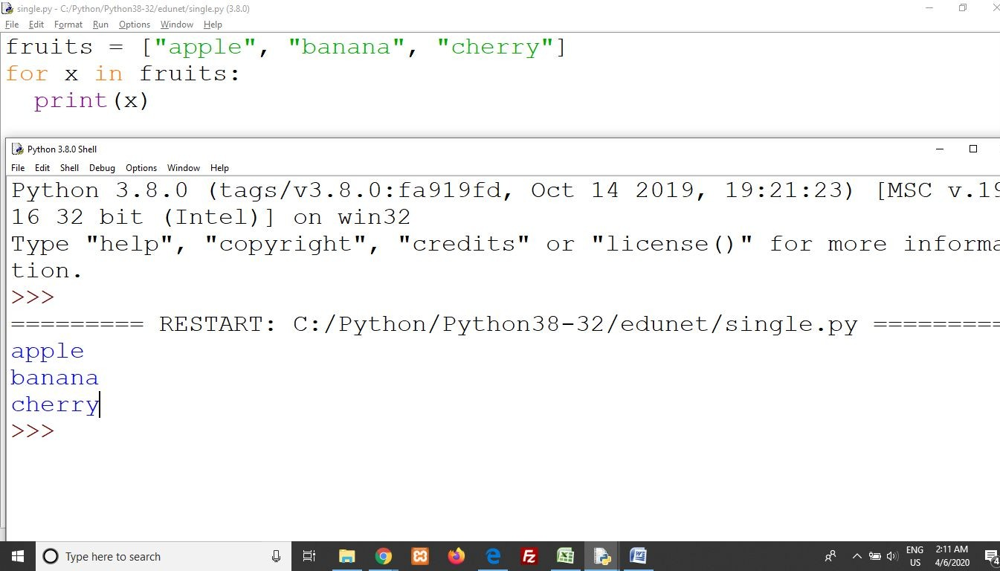 single.py - C:/Python/Python38-32/edunet/single.py (3.8.0)
File Edit Format Run Options Window Help
fruits = ["apple", "banana", "cherry"]
for x in fruits:
  print(x)
Python 3.8.0 Shell
File Edit Shell Debug Options Window Help
Python 3.8.0 (tags/v3.8.0:fa919fd, Oct 14 2019, 19:21:23) [MSC v.19
16 32 bit (Intel)] on win32
Type "help", "copyright", "credits" or "license()" for more informa
tion.
>>>
========= RESTART: C:/Python/Python38-32/edunet/single.py =========
apple
banana
cherry
>>>
Type here to search
ENG
US
2:11 AM
4/6/2020
4